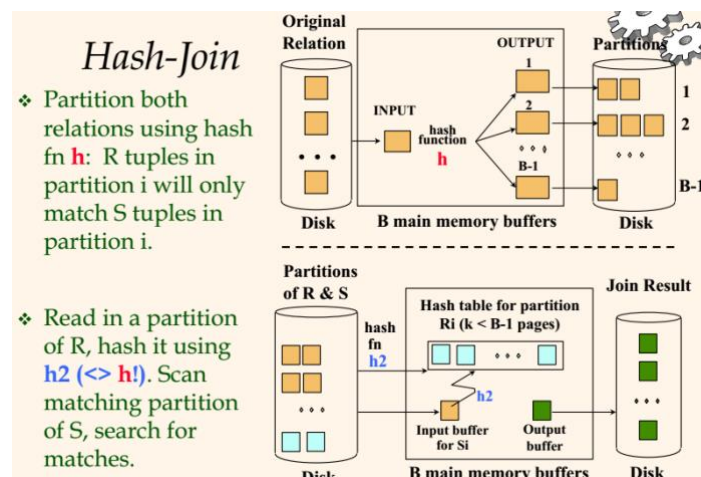 Hash-Join
❖ Partition both
relations using hash
fn h: R tuples in
partition i will only
match S tuples in
partition i.
❖ Read in a partition
of R, hash it using
h2 (<> h!). Scan
matching partition
of S, search for
matches.
Original
Relation
OUTPUT
Partitions
1
1
INPUT
2
2
hash
function
h
B-1
B-1
Disk
B main memory buffers
Disk
Partitions
of R & S
Join Result
Hash table for partition
Ri (k < B-1 pages)
hash
fn
h2
h2
Input buffer
for Si
Output
buffer
Disk
B main memory buffers
Disk